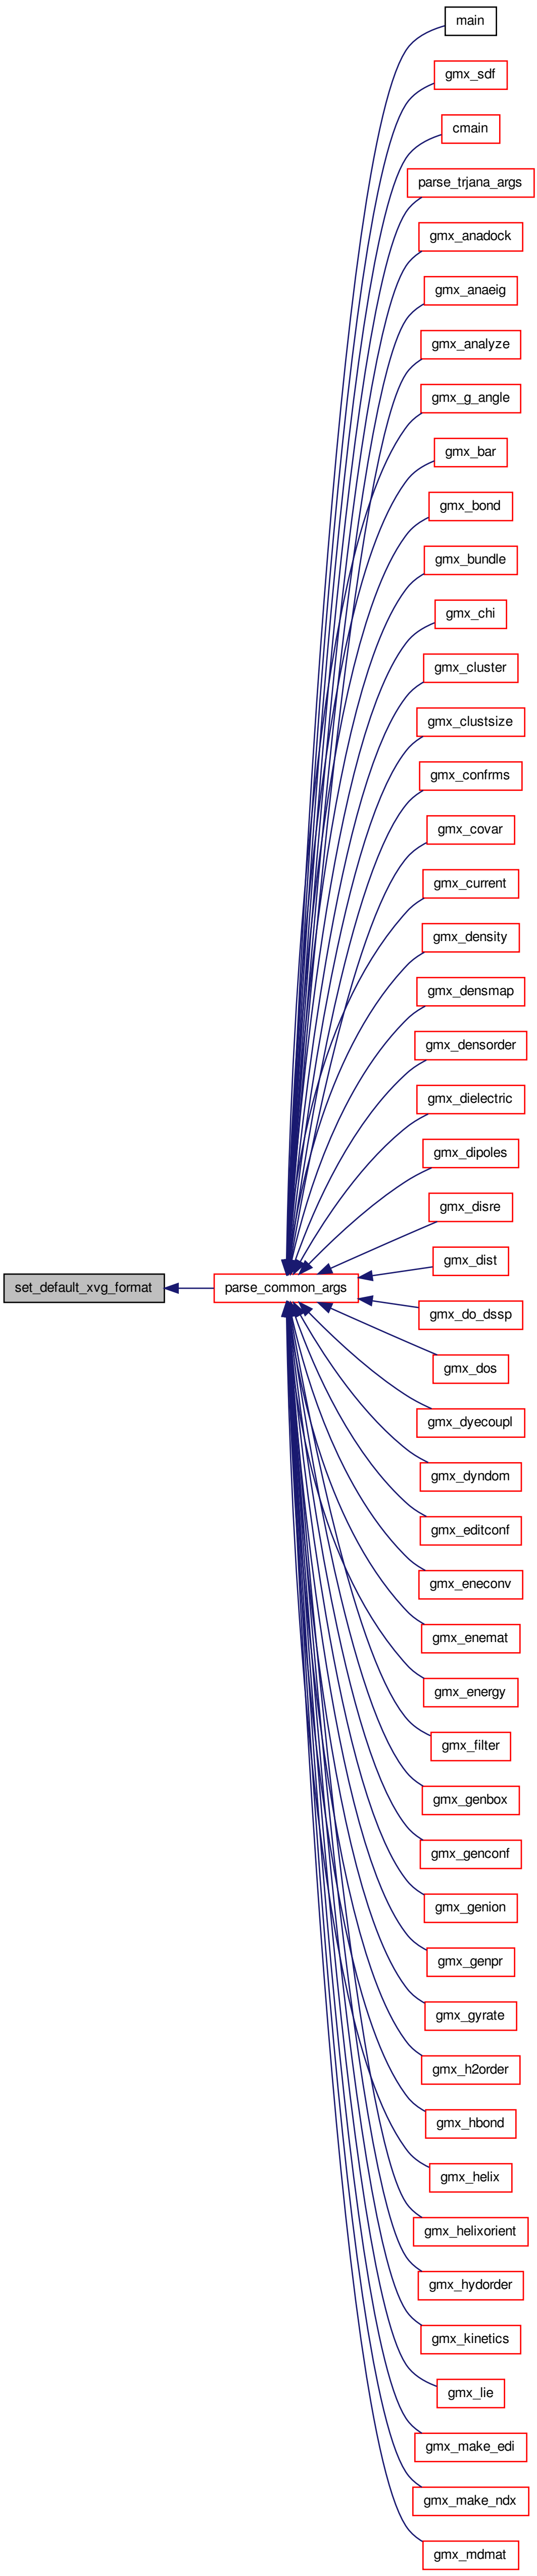 main
gmx_sdf
cmain
parse_trjana_args
gmx_anadock
gmx_anaeig
gmx_analyze
gmx_g_angle
gmx_bar
gmx_bond
gmx_bundle
gmx_chi
gmx_cluster
gmx_clustsize
gmx_confrms
gmx_covar
gmx_current
gmx_density
gmx_densmap
gmx_densorder
gmx_dielectric
gmx_dipoles
gmx_disre
gmx_dist
set_default_xvg_format
parse_common_args
gmx_do_dssp
gmx_dos
gmx_dyecoupl
gmx_dyndom
gmx_editconf
gmx_eneconv
gmx_enemat
gmx_energy
gmx_filter
gmx_genbox
gmx_genconf
gmx_genion
gmx_genpr
gmx_gyrate
gmx_h2order
gmx_hbond
gmx_helix
gmx_helixorient
gmx_hydorder
gmx_kinetics
gmx_lie
gmx_make_edi
gmx_make_ndx
gmx_mdmat